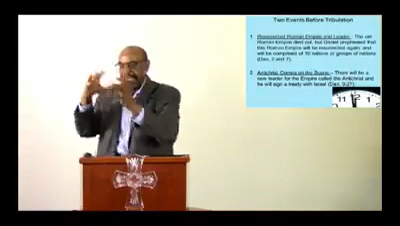 Two Events Before Tribulation
1 Resurrected Roman Empire and Leader:- The old
Roman Empire died out, but Daniel prophesied that
this Roman Empire will be resurrected again, and
will be comprised of 10 nations or groups of nations
(Dan. 2 and 7).
2 Antichrist Comes on the Scene:- There will be a
new leader for the Empire called the Antichrist and
he will sign a treaty with Israel (Dan. 9:27).
11 12 1